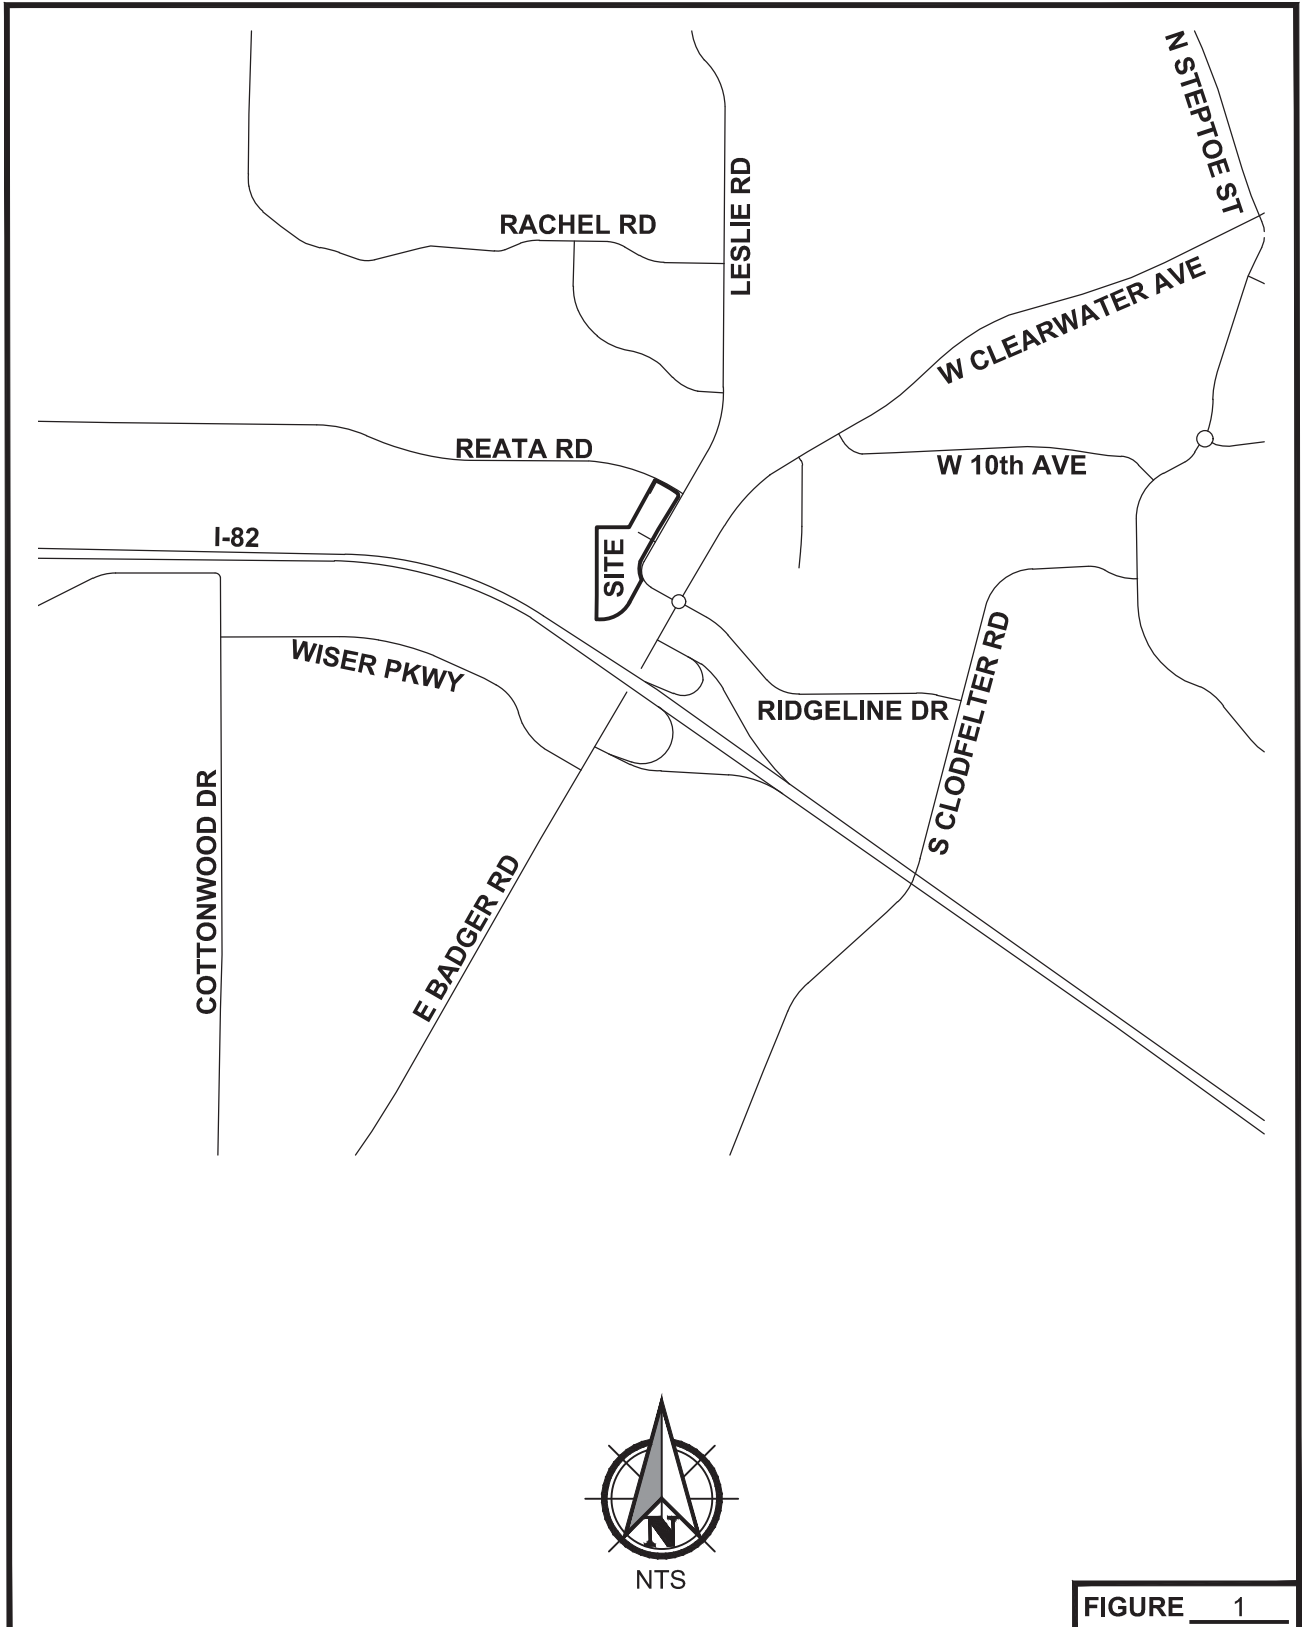 N STEPTOE ST
RACHEL RD
LESLIE RD
W CLEARWATER AVE
REATA RD
W 10th AVE
I-82
SITE
WISER PKWY
RIDGELINE DR
S CLODFELTER RD
COTTONWOOD DR
E BADGER RD
N
NTS
FIGURE 1